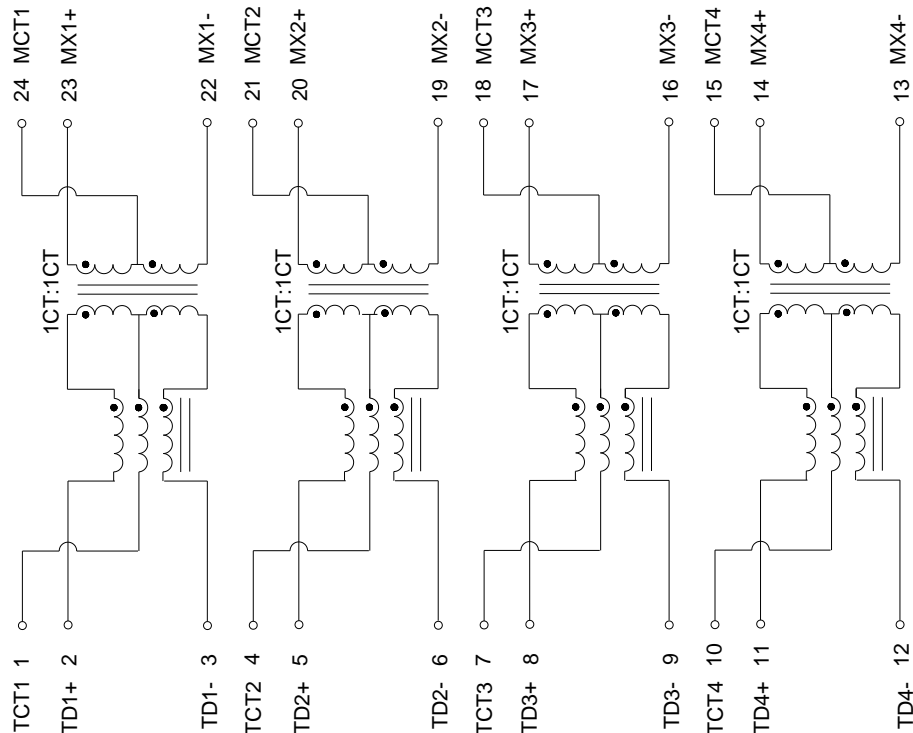 24 MCT1
23 MX1+
22 MX1-
21 MCT2
20 MX2+
19 MX2-
18 MCT3
17 MX3+
16 MX3-
15 MCT4
14 MX4+
13 MX4-
1CT:1CT
1CT:1CT
1CT:1CT
1CT:1CT
TCT1 1
TD1+ 2
TD1- 3
TCT2 4
TD2+ 5
TD2- 6
TCT3 7
TD3+ 8
TD3- 9
TCT4 10
TD4+ 11
TD4- 12